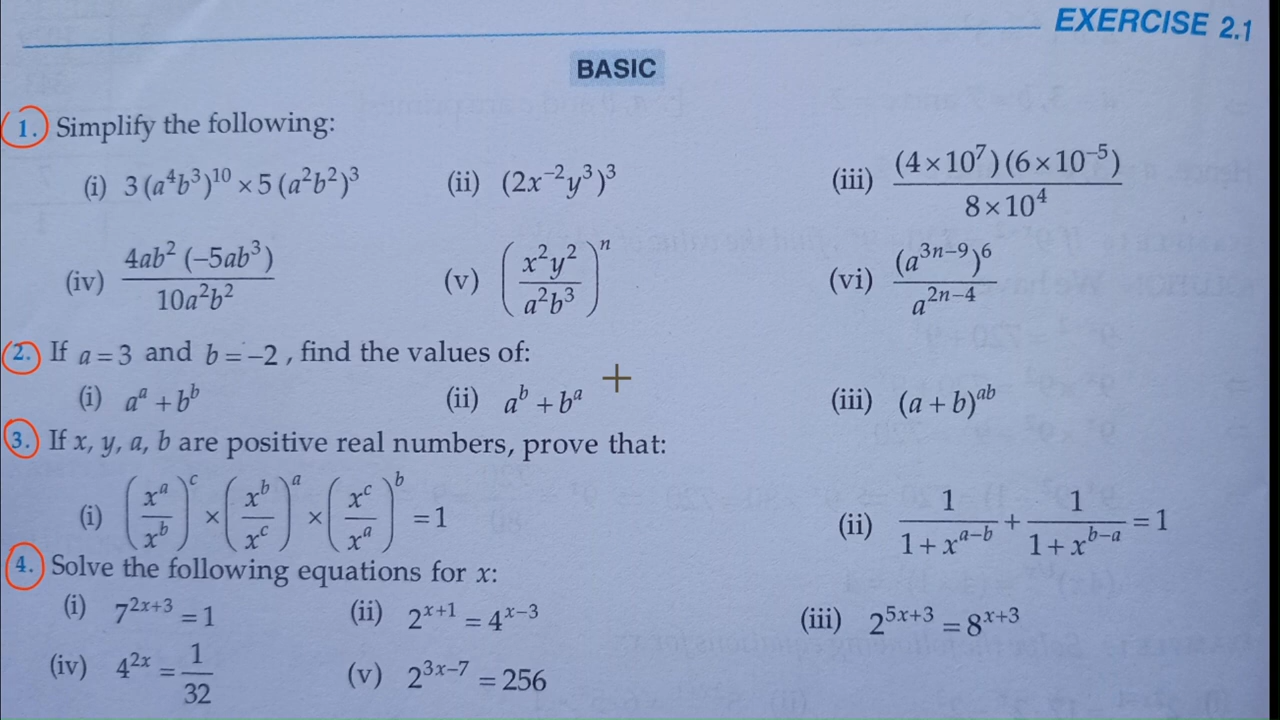 EXERCISE 2.1
BASIC
1. Simplify the following:
(i) 3(a⁴b³)¹⁰ × 5(a²b²)³ (ii) (2x⁻²y³)³ (iii) (4×10⁷)(6×10⁻⁵) / 8×10⁴
(iv) 4ab²(−5ab³) / 10a²b² (v) (x²y² / a²b³)ⁿ (vi) (a³ⁿ⁻⁹)⁶ / a²ⁿ⁻⁴
2. If a = 3 and b = −2, find the values of:
(i) aᵃ + bᵇ (ii) aᵇ + bᵃ (iii) (a + b)ᵃᵇ
3. If x, y, a, b are positive real numbers, prove that:
(i) (xᵃ / xᵇ)ᶜ × (xᵇ / xᶜ)ᵃ × (xᶜ / xᵃ)ᵇ = 1 (ii) 1 / (1 + xᵃ⁻ᵇ) + 1 / (1 + xᵇ⁻ᵃ) = 1
4. Solve the following equations for x:
(i) 7²ˣ⁺³ = 1 (ii) 2ˣ⁺¹ = 4ˣ⁻³ (iii) 2⁵ˣ⁺³ = 8ˣ⁺³
(iv) 4²ˣ = 1 / 32 (v) 2³ˣ⁻⁷ = 256